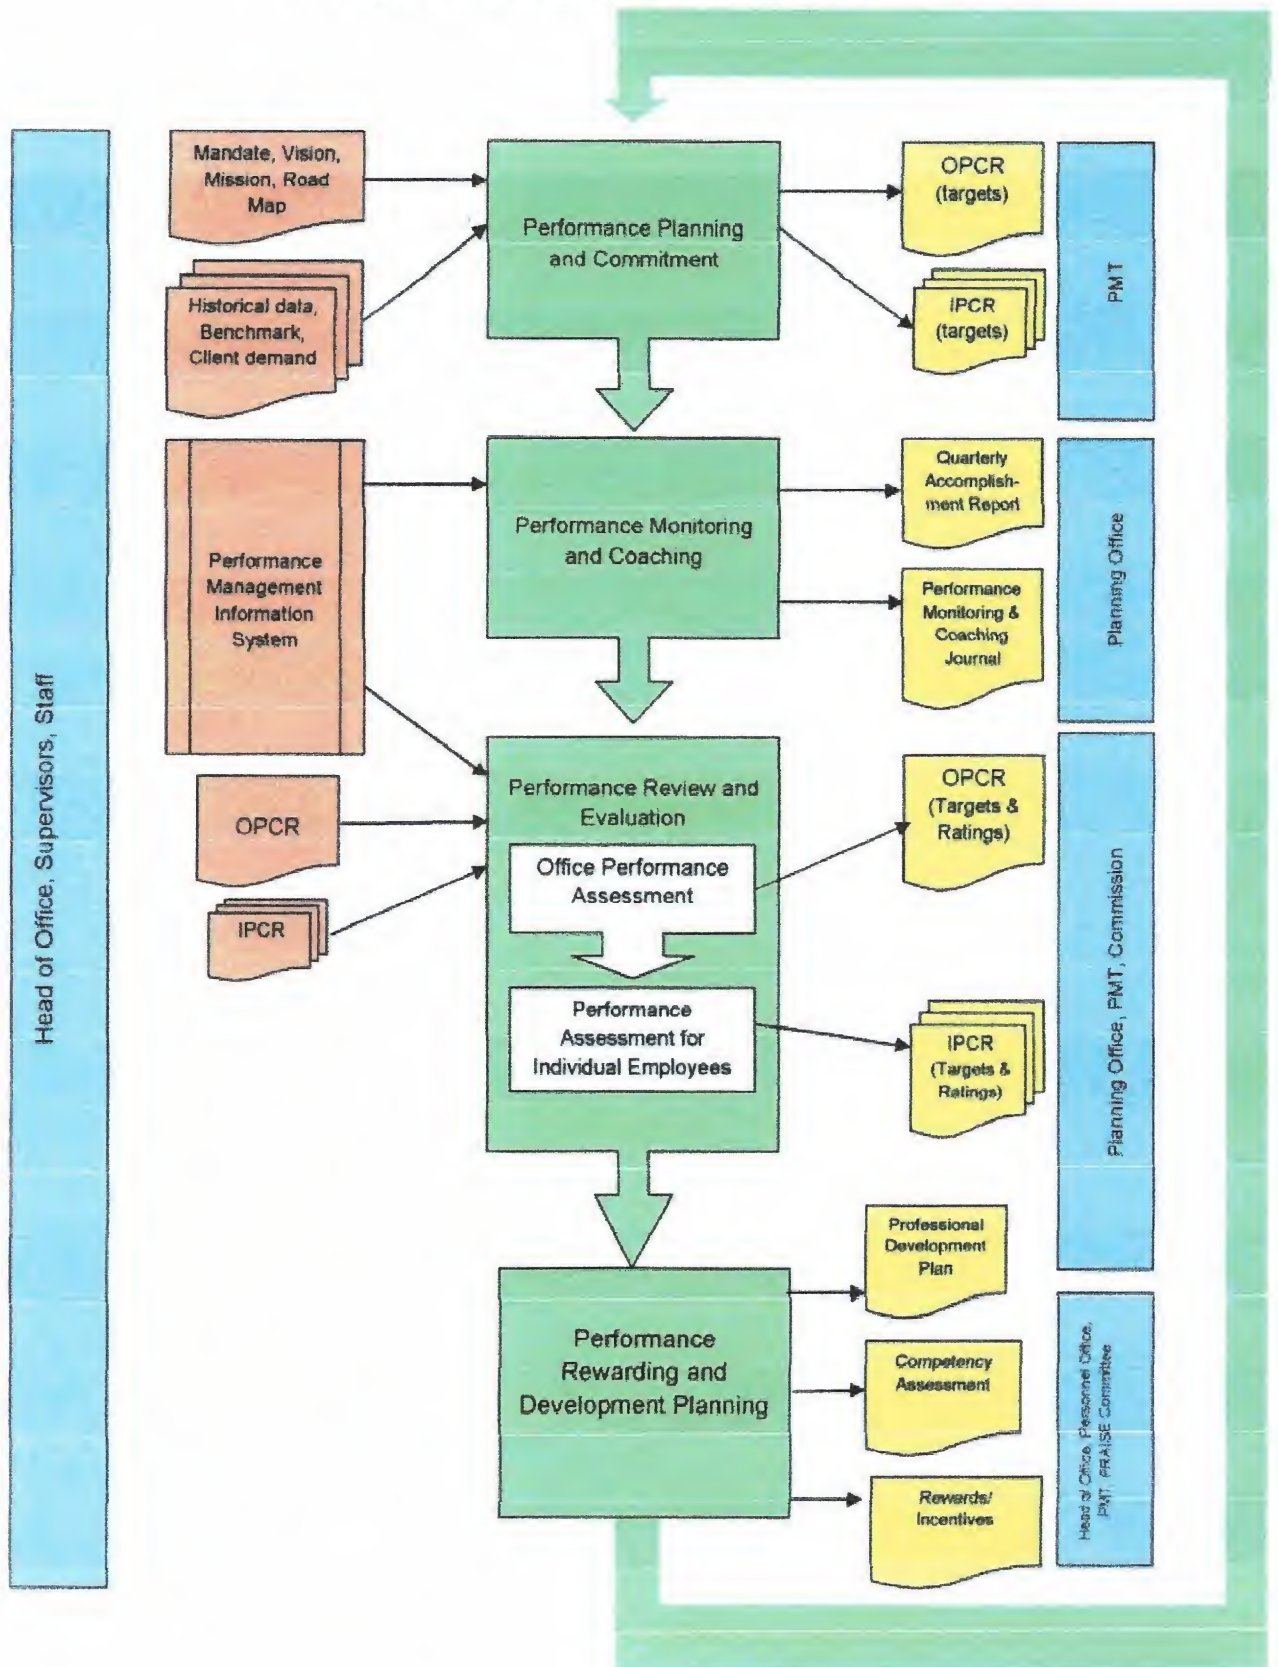 Head of Office, Supervisors, Staff
Mandate, Vision,
Mission, Road
Map
Historical data,
Benchmark,
Client demand
Performance Planning
and Commitment
OPCR
(targets)
IPCR
(targets)
PMT
Performance
Management
Information
System
Performance Monitoring
and Coaching
Quarterly
Accomplish-
ment Report
Performance
Monitoring &
Coaching
Journal
Planning Office
OPCR
IPCR
Performance Review and
Evaluation
Office Performance
Assessment
Performance
Assessment for
Individual Employees
OPCR
(Targets &
Ratings)
IPCR
(Targets &
Ratings)
Planning Office, PMT, Commission
Performance
Rewarding and
Development Planning
Professional
Development
Plan
Competency
Assessment
Rewards/
Incentives
Head of Office, Personnel Office,
PMT, PRAISE Committee